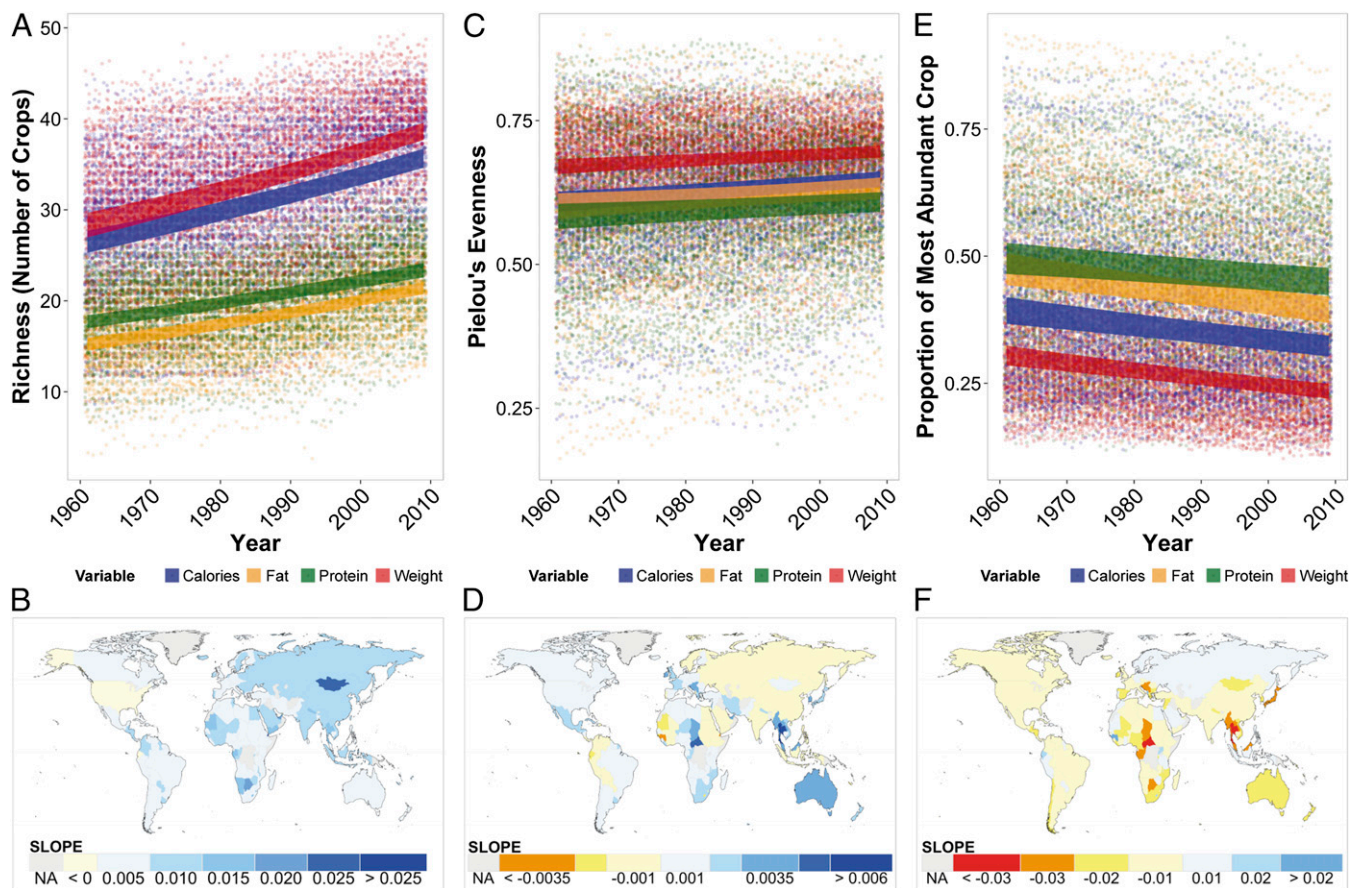 A
Richness (Number of Crops)
50
40
30
20
10
1960 1970 1980 1990 2000 2010
Year
Variable Calories Fat Protein Weight
C
Pielou's Evenness
0.75
0.50
0.25
1960 1970 1980 1990 2000 2010
Year
Variable Calories Fat Protein Weight
E
Proportion of Most Abundant Crop
0.75
0.50
0.25
1960 1970 1980 1990 2000 2010
Year
Variable Calories Fat Protein Weight
B
SLOPE
NA < 0 0.005 0.010 0.015 0.020 0.025 > 0.025
D
SLOPE
NA < -0.0035 -0.001 0.001 0.0035 > 0.006
F
SLOPE
NA < -0.03 -0.03 -0.02 -0.01 0.01 0.02 > 0.02